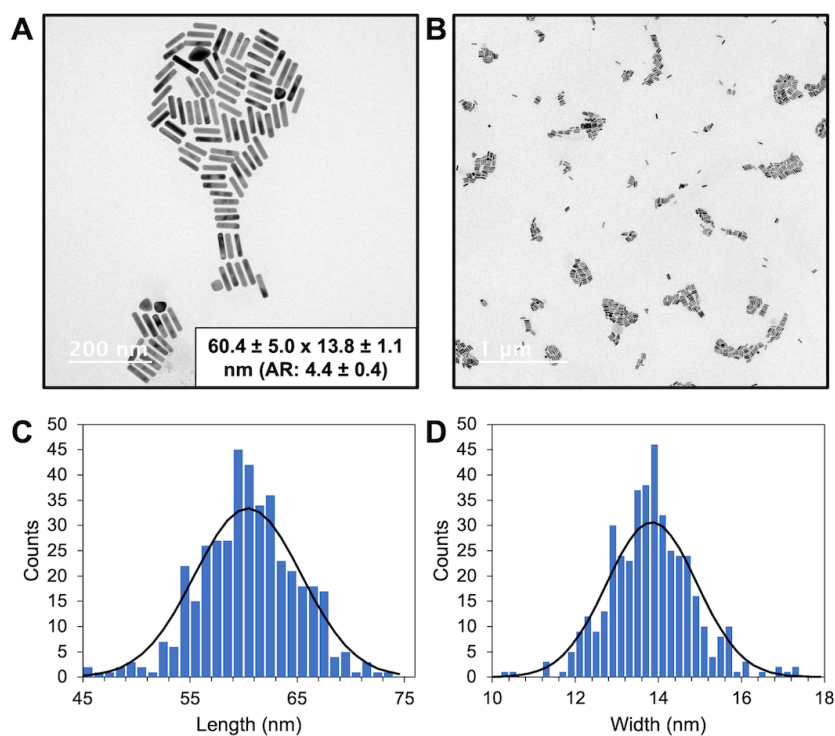 A
200 nm
60.4 ± 5.0 x 13.8 ± 1.1
nm (AR: 4.4 ± 0.4)
B
1 μm
C
50
45
40
35
30
25
20
15
10
5
0
Counts
45
55
65
75
Length (nm)
D
50
45
40
35
30
25
20
15
10
5
0
Counts
10
12
14
16
18
Width (nm)